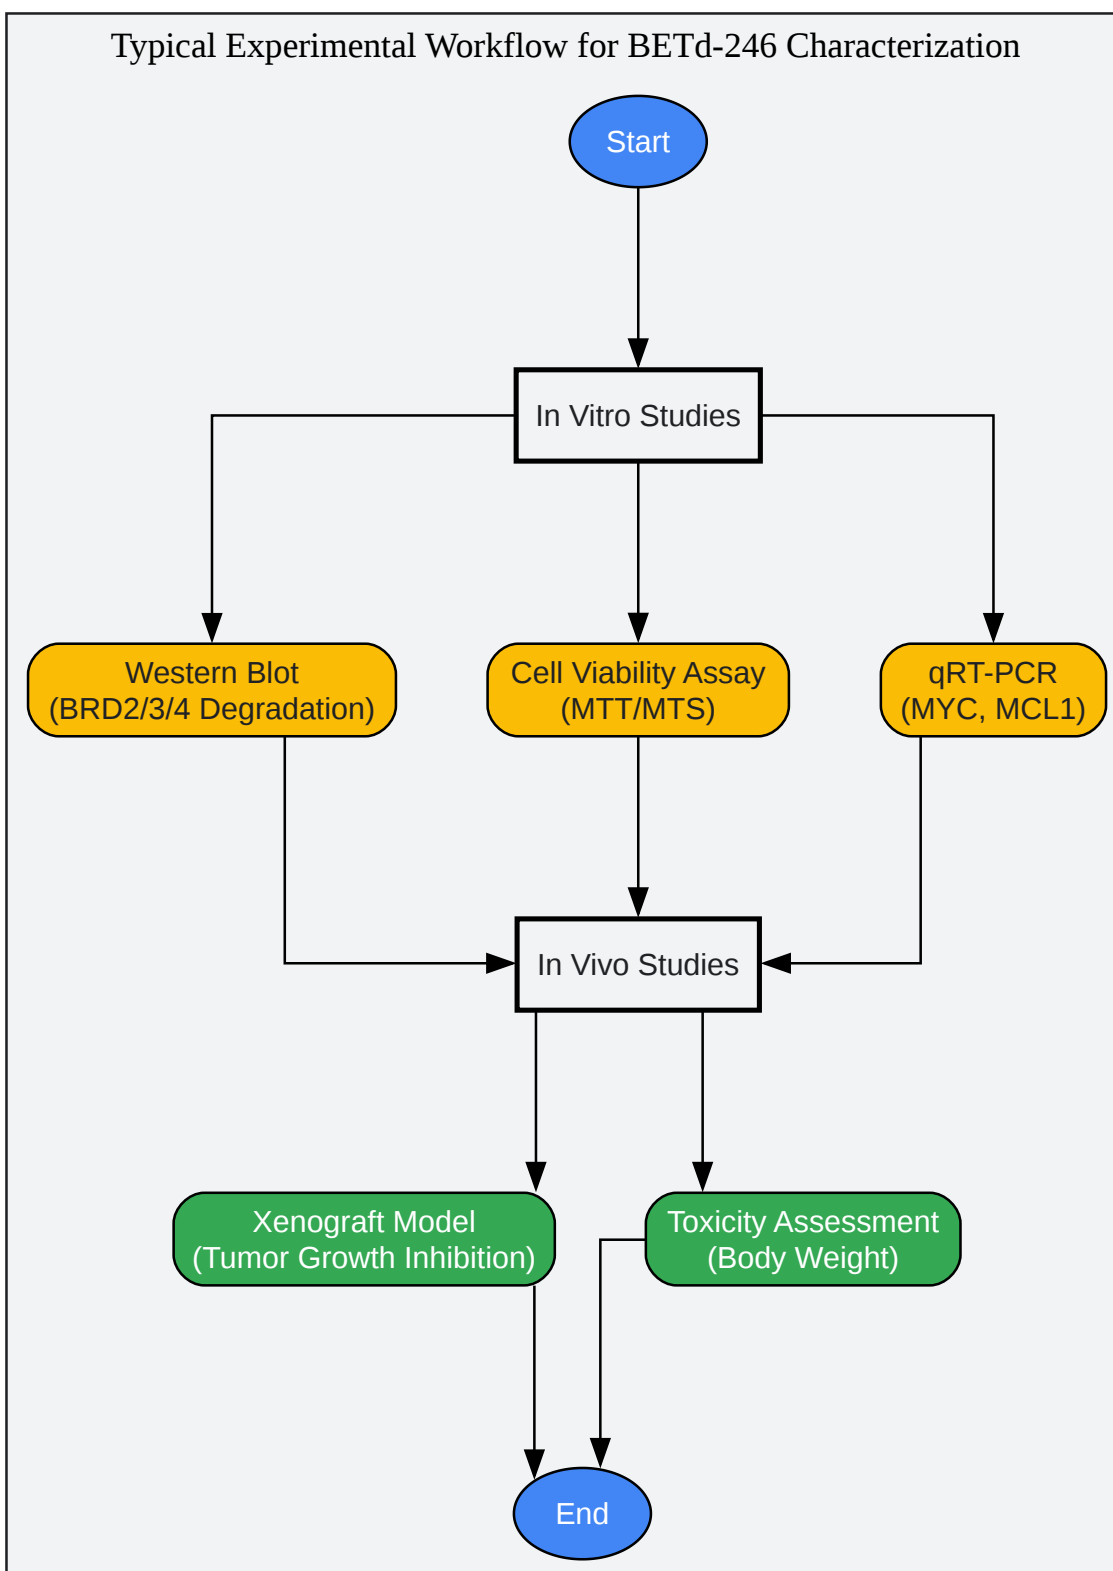 Typical Experimental Workflow for BETd-246 Characterization
Start
In Vitro Studies
Western Blot
(BRD2/3/4 Degradation)
Cell Viability Assay
(MTT/MTS)
qRT-PCR
(MYC, MCL1)
In Vivo Studies
Xenograft Model
(Tumor Growth Inhibition)
Toxicity Assessment
(Body Weight)
End